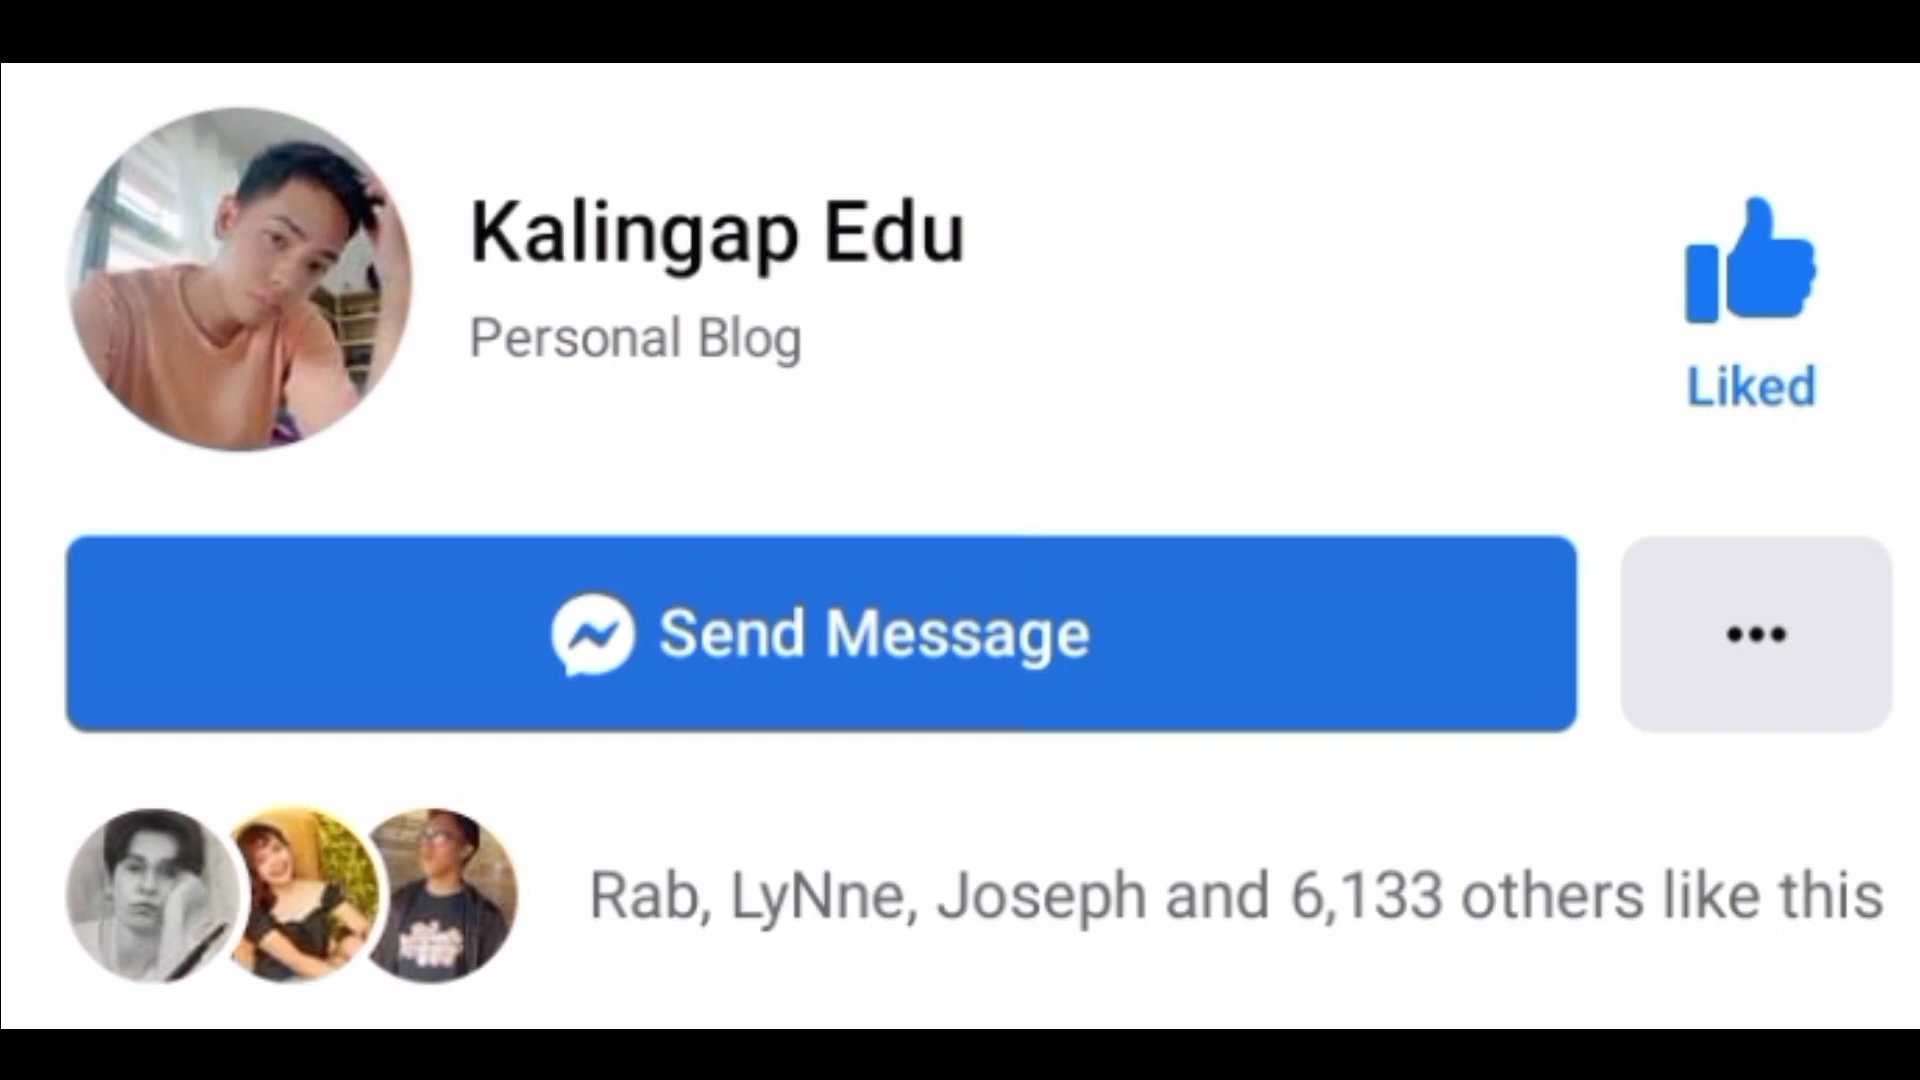 Kalingap Edu
Personal Blog
Liked
Send Message
Rab, LyNne, Joseph and 6,133 others like this